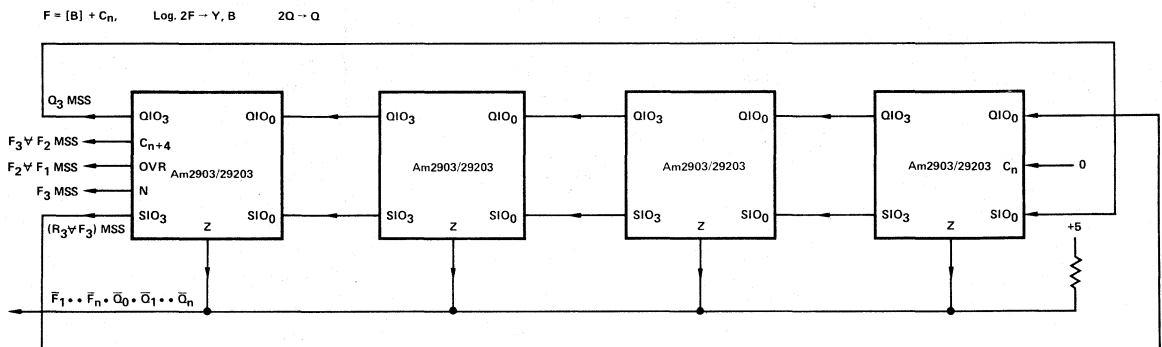 F = [B] + Cn, Log. 2F → Y, B 2Q → Q
Q3 MSS
QIO3 QIO0 QIO3 QIO0 QIO3 QIO0 QIO3 QIO0
F3 ∀ F2 MSS Cn+4
F2 ∀ F1 MSS OVR Am2903/29203 Am2903/29203 Am2903/29203 Am2903/29203 Cn 0
F3 MSS N
SIO3 SIO0 SIO3 SIO0 SIO3 SIO0 SIO3 SIO0
(R3 ∀ F3) MSS Z Z Z Z +5
F̅1 • • F̅n • Q̅0 • Q̅1 • • Q̅n